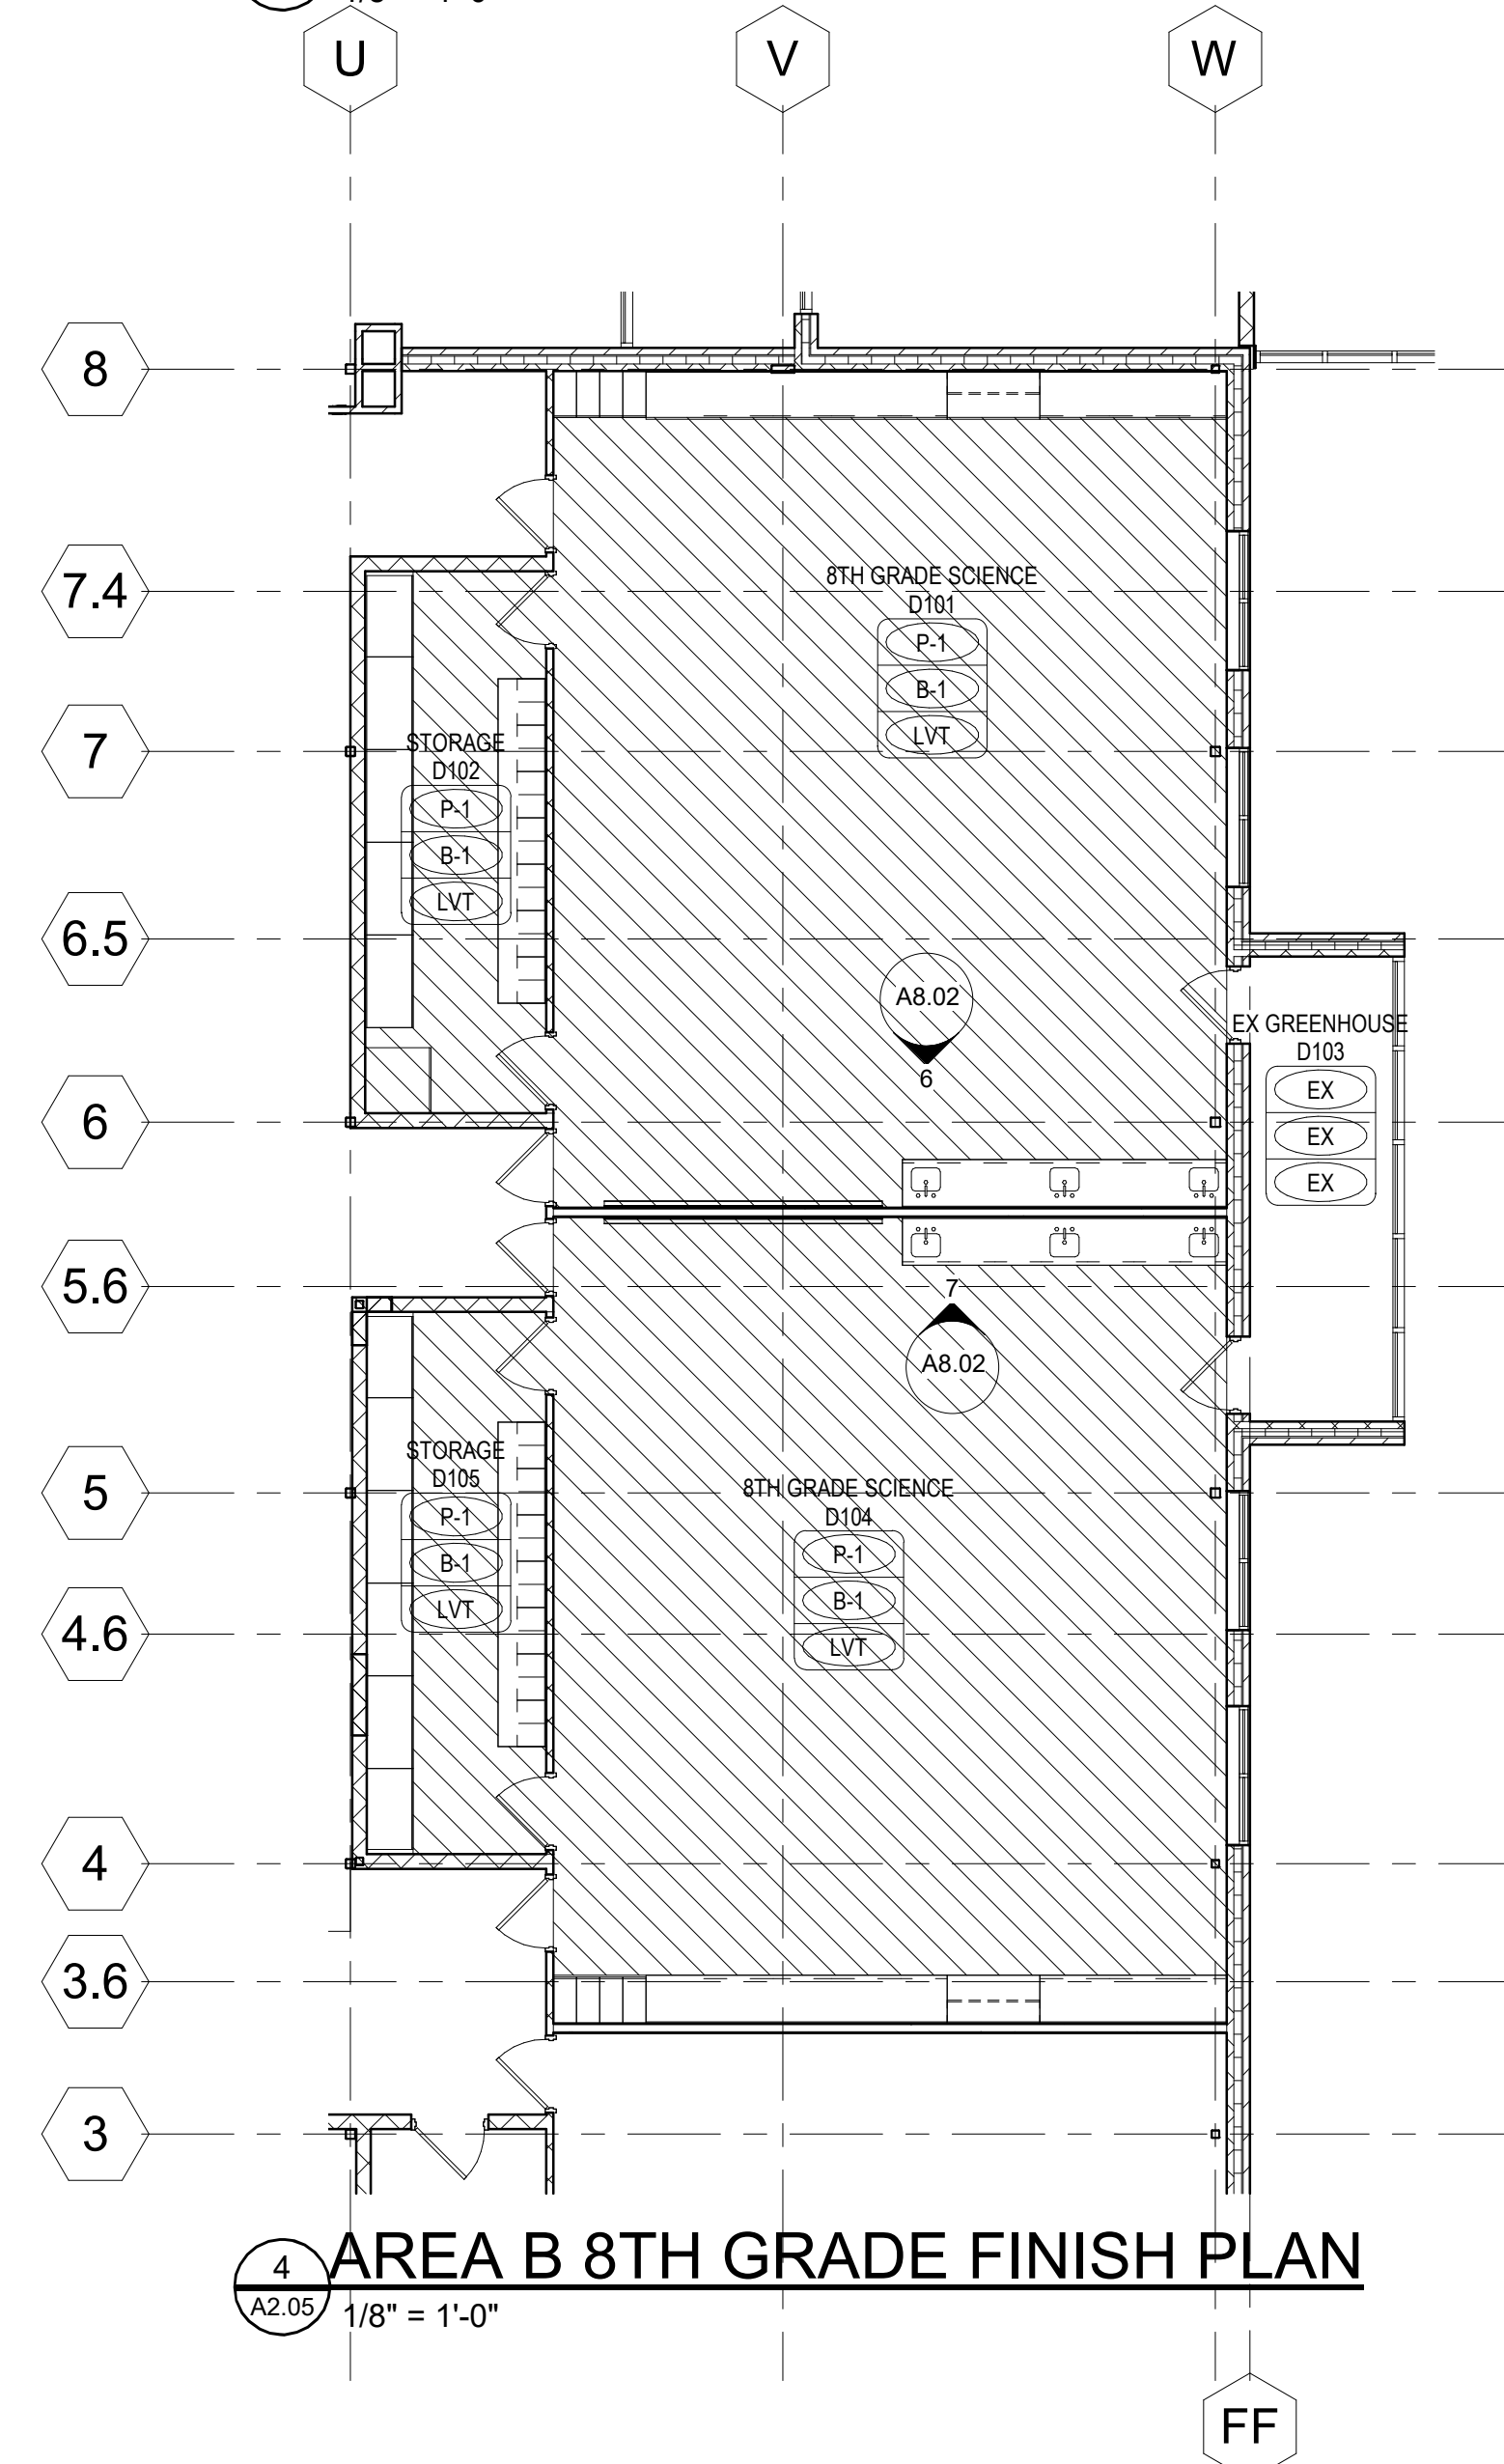 U
V
W
8
7.4
8TH GRADE SCIENCE
D101
P-1
B-1
LVT
7
STORAGE
D102
P-1
B-1
LVT
6.5
A8.02
6
EX GREENHOUSE
D103
EX
EX
EX
6
5.6
7
A8.02
5
STORAGE
D105
P-1
B-1
LVT
8TH GRADE SCIENCE
D104
P-1
B-1
LVT
4.6
4
3.6
3
4
A2.05
AREA B 8TH GRADE FINISH PLAN
1/8" = 1'-0"
FF